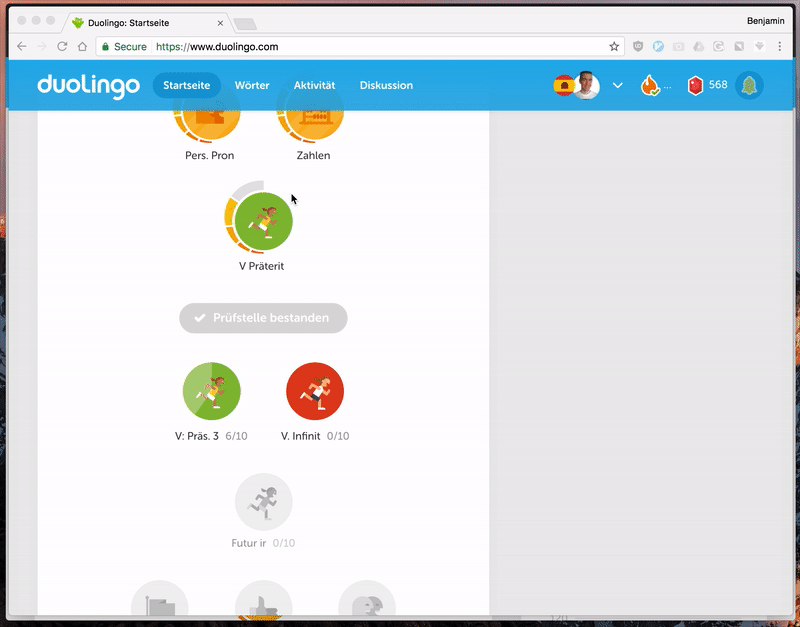 Duolingo: Startseite
Benjamin
Secure https://www.duolingo.com
duolingo Startseite Wörter Aktivität Diskussion ... 568
Pers. Pron Zahlen
V Präterit
Prüfstelle bestanden
V: Präs. 3 6/10 V. Infinit 0/10
Futur ir 0/10